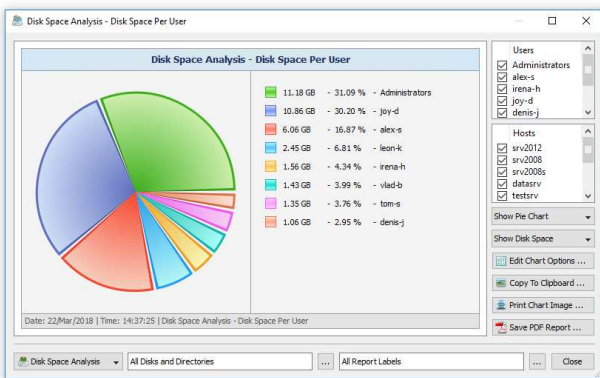 Disk Space Analysis - Disk Space Per User
Disk Space Analysis - Disk Space Per User
11.18 GB - 31.09 % - Administrators
10.86 GB - 30.20 % - joy-d
6.06 GB - 16.87 % - alex-s
2.45 GB - 6.81 % - leon-k
1.56 GB - 4.34 % - irena-h
1.43 GB - 3.99 % - vlad-b
1.35 GB - 3.76 % - tom-s
1.06 GB - 2.95 % - denis-j
Date: 22/Mar/2018 | Time: 14:37:25 | Disk Space Analysis - Disk Space Per User
Users
Administrators
alex-s
irena-h
joy-d
denis-j
Hosts
srv2012
srv2008
srv2008s
datasrv
testsrv
Show Pie Chart
Show Disk Space
Edit Chart Options ...
Copy To Clipboard ...
Print Chart Image ...
Save PDF Report ...
Disk Space Analysis
All Disks and Directories
...
All Report Labels
...
Close